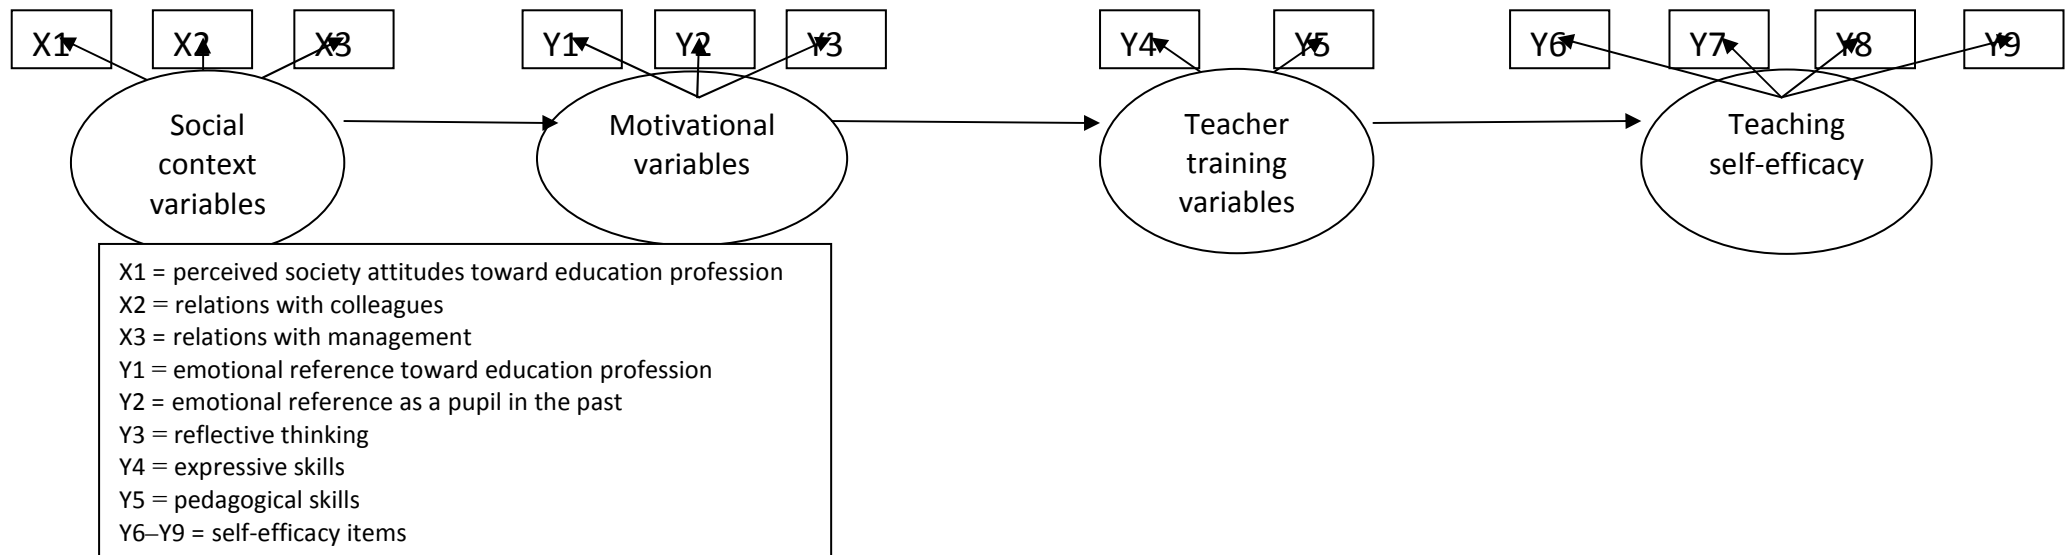 X1 X2 X3 Y1 Y2 Y3 Y4 Y5 Y6 Y7 Y8 Y9
Social
context
variables
Motivational
variables
Teacher
training
variables
Teaching
self-efficacy
X1 = perceived society attitudes toward education profession
X2 = relations with colleagues
X3 = relations with management
Y1 = emotional reference toward education profession
Y2 = emotional reference as a pupil in the past
Y3 = reflective thinking
Y4 = expressive skills
Y5 = pedagogical skills
Y6–Y9 = self-efficacy items